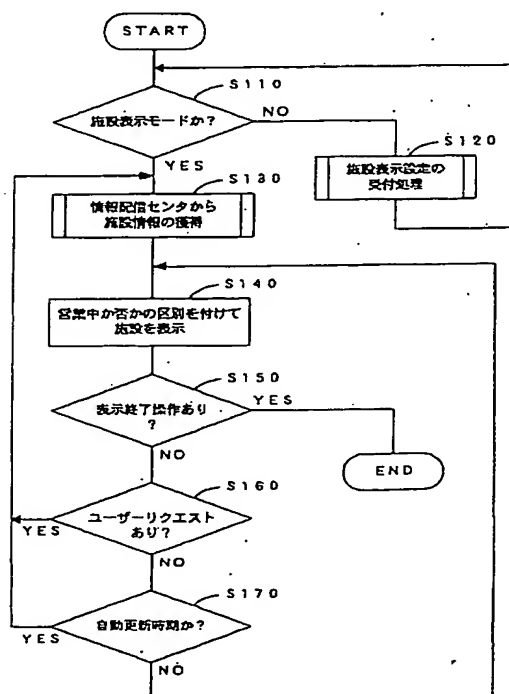 START
S110
施設表示モードか?
NO
S120
YES
施設表示設定の
受付処理
S130
情報配信センタから
施設情報の獲得
S140
営業中か否かの区別を付けて
施設を表示
S150
表示終了操作あり
?
YES
NO
END
S160
ユーザーリクエスト
あり?
YES
NO
S170
自動更新時期か?
YES
NO